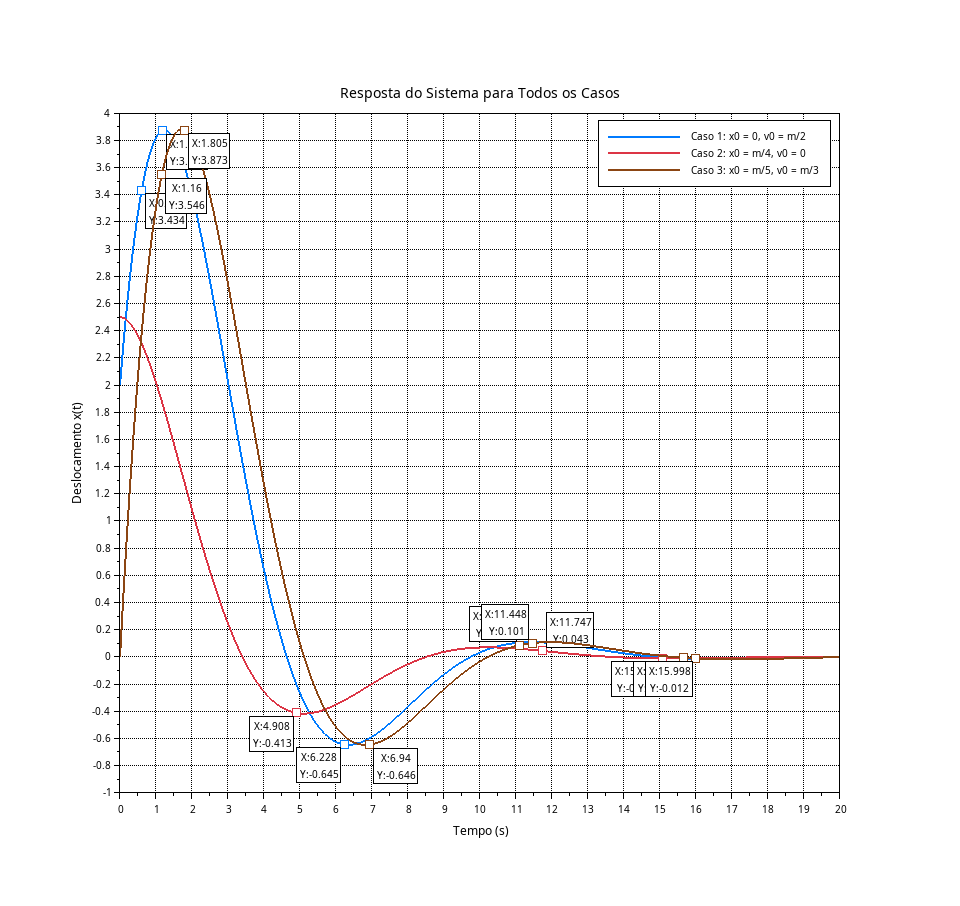 Resposta do Sistema para Todos os Casos
Caso 1: x0 = 0, v0 = m/2
Caso 2: x0 = m/4, v0 = 0
Caso 3: x0 = m/5, v0 = m/3
Deslocamento x(t)
4
3.8
3.6
3.4
3.2
3
2.8
2.6
2.4
2.2
2
1.8
1.6
1.4
1.2
1
0.8
0.6
0.4
0.2
0
-0.2
-0.4
-0.6
-0.8
-1
X:1.805
Y:3.873
X:1.16
Y:3.546
Y:3.434
X:11.448
Y:0.101
X:11.747
Y:0.043
X:15.998
Y:-0.012
X:4.908
Y:-0.413
X:6.228
Y:-0.645
X:6.94
Y:-0.646
0 1 2 3 4 5 6 7 8 9 10 11 12 13 14 15 16 17 18 19 20
Tempo (s)